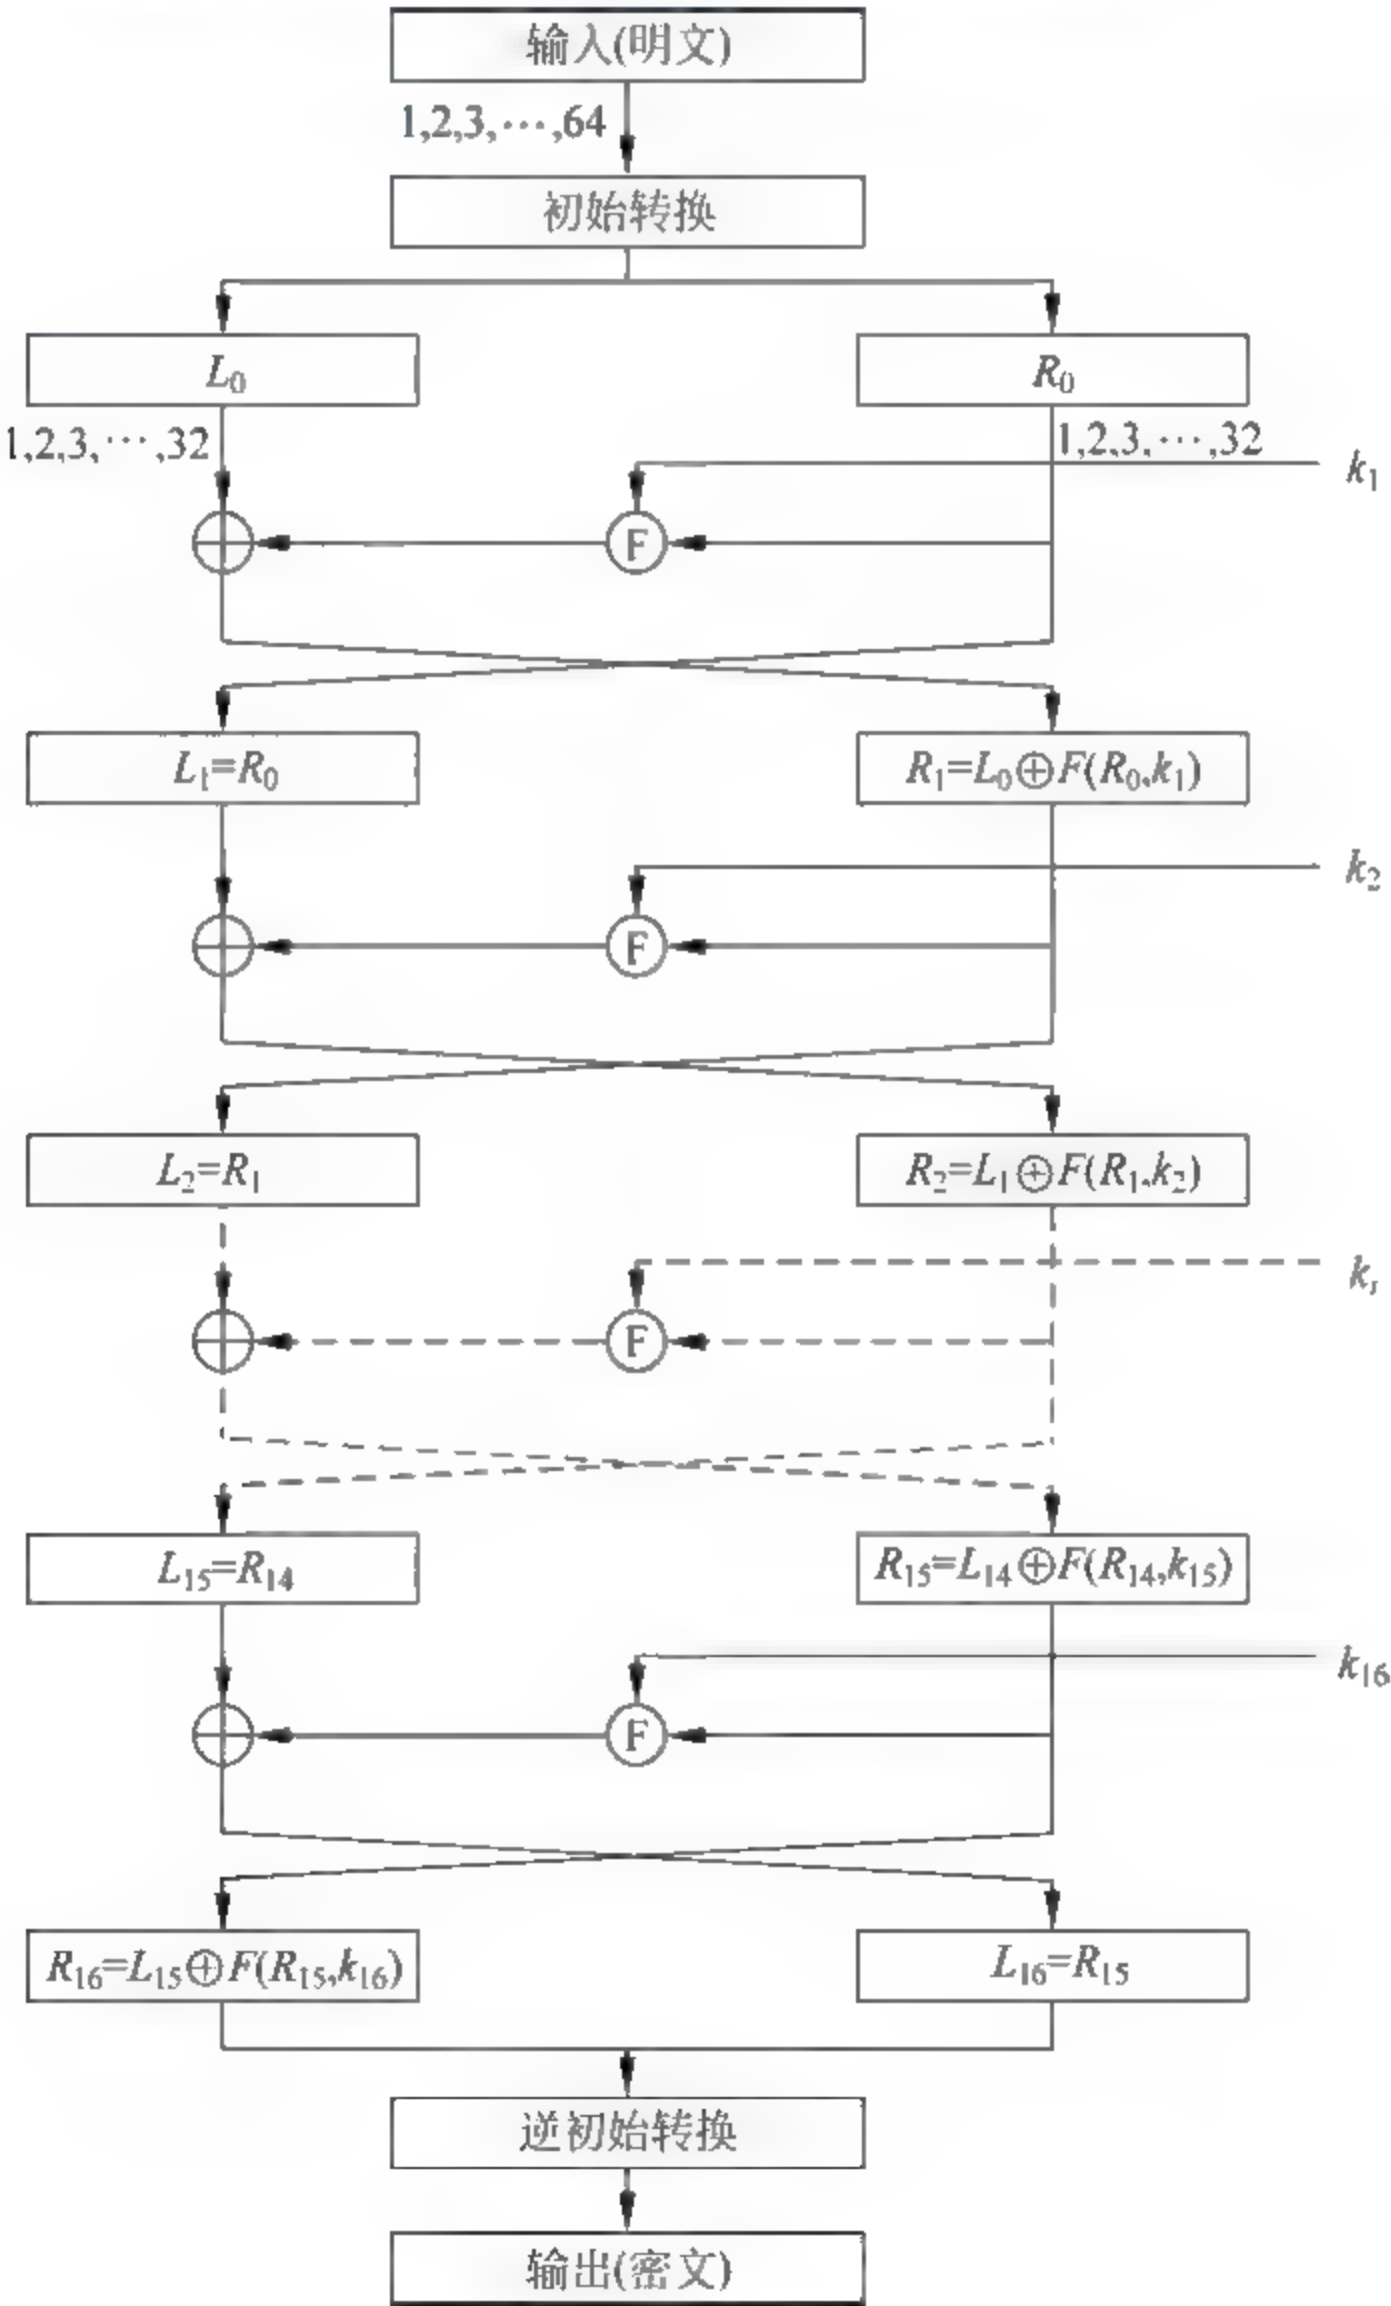 输入(明文)
1,2,3,…,64
初始转换
L₀
R₀
1,2,3,…,32
1,2,3,…,32
k₁
F
L₁=R₀
R₁=L₀⊕F(R₀,k₁)
k₂
F
L₂=R₁
R₂=L₁⊕F(R₁,k₂)
kᵢ
F
L₁₅=R₁₄
R₁₅=L₁₄⊕F(R₁₄,k₁₅)
k₁₆
F
R₁₆=L₁₅⊕F(R₁₅,k₁₆)
L₁₆=R₁₅
逆初始转换
输出(密文)